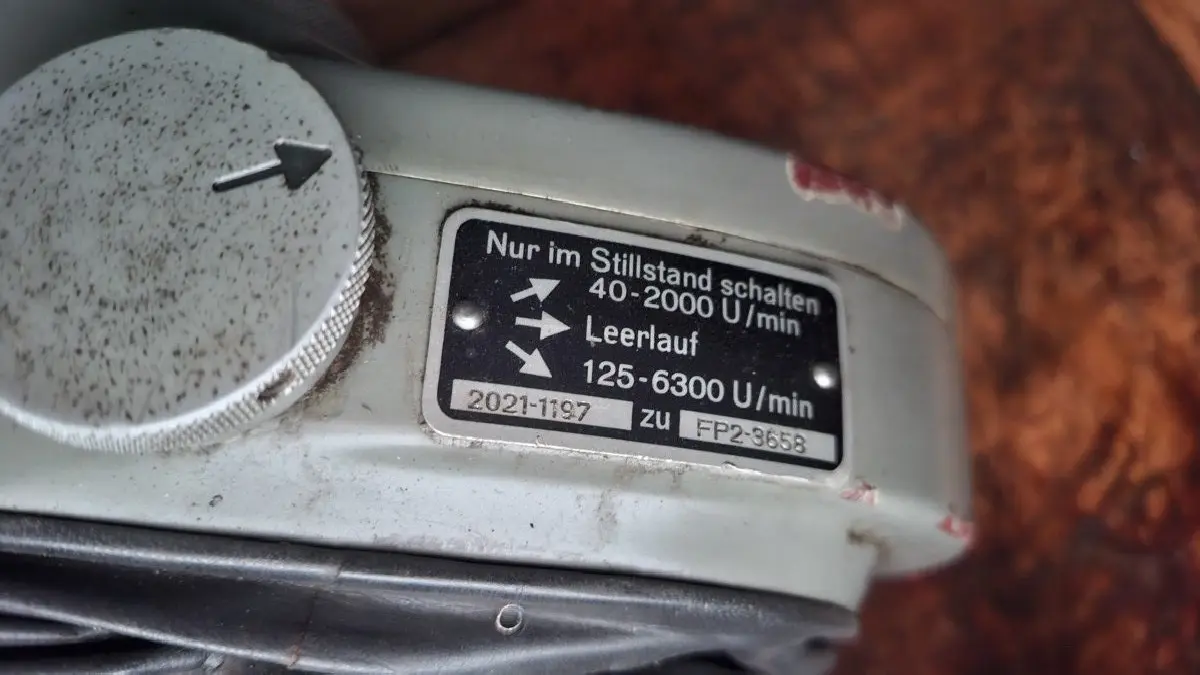 Nur im Stillstand schalten
40-2000 U/min
Leerlauf
125-6300 U/min
2021-1197 zu FP2-3658